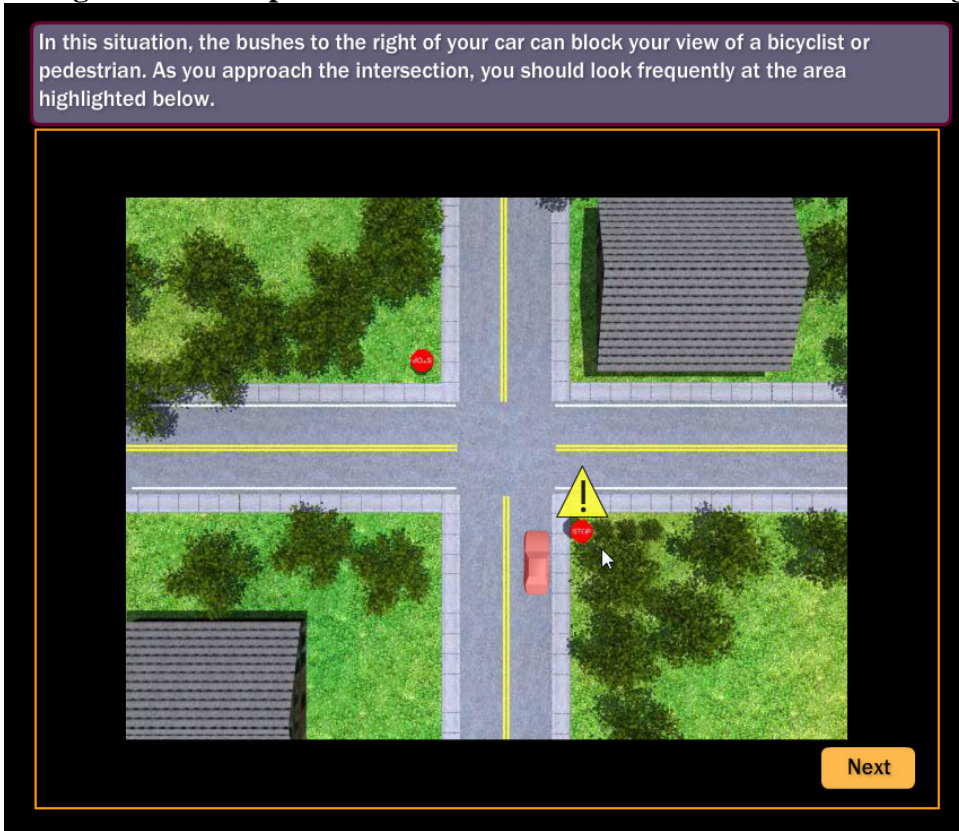 In this situation, the bushes to the right of your car can block your view of a bicyclist or
pedestrian. As you approach the intersection, you should look frequently at the area
highlighted below.
STOP
STOP
Next